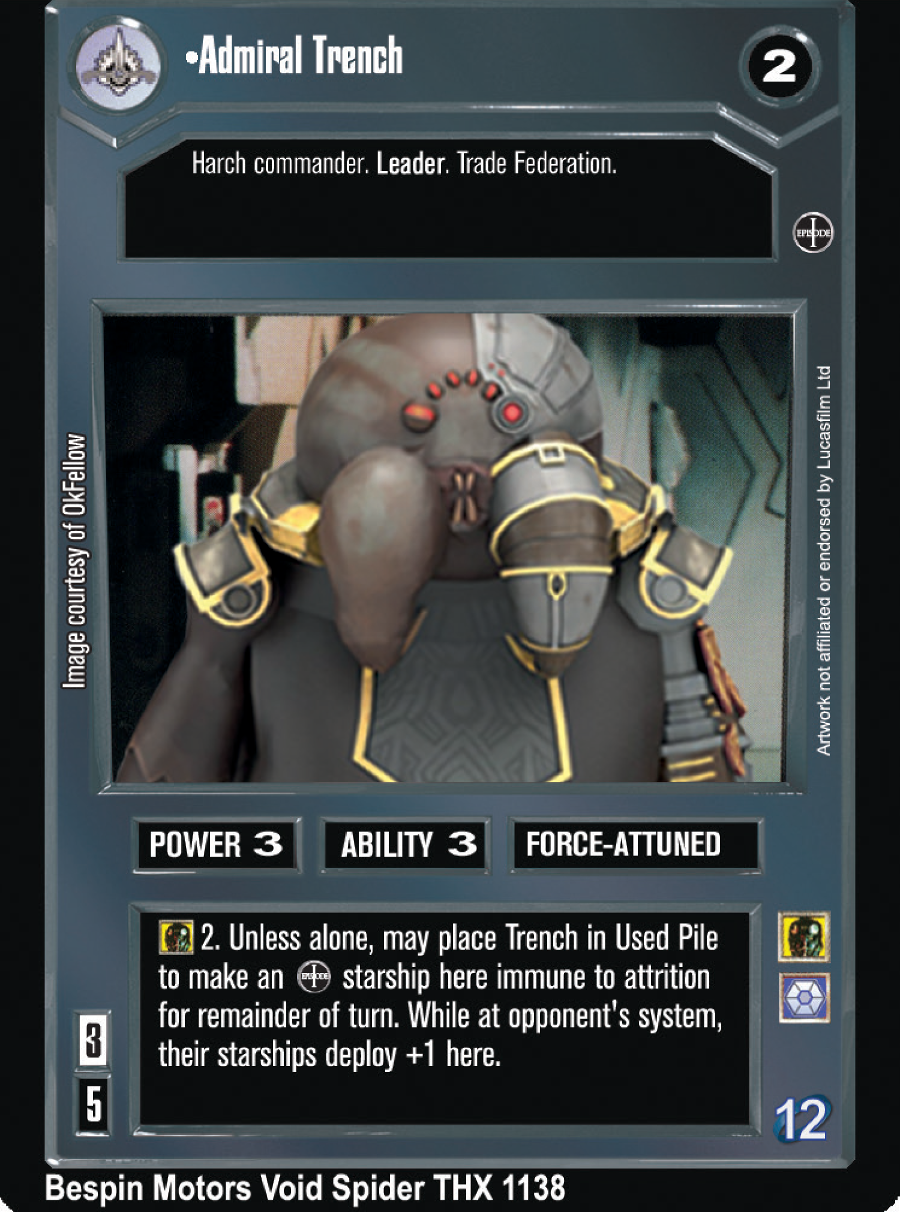 •Admiral Trench
2
Harch commander. Leader. Trade Federation.
EPISODE I
Image courtesy of OkFellow
Artwork not affiliated or endorsed by Lucasfilm Ltd
POWER 3
ABILITY 3
FORCE-ATTUNED
2. Unless alone, may place Trench in Used Pile
to make an EPISODE I starship here immune to attrition
for remainder of turn. While at opponent's system,
their starships deploy +1 here.
3
5
12
Bespin Motors Void Spider THX 1138